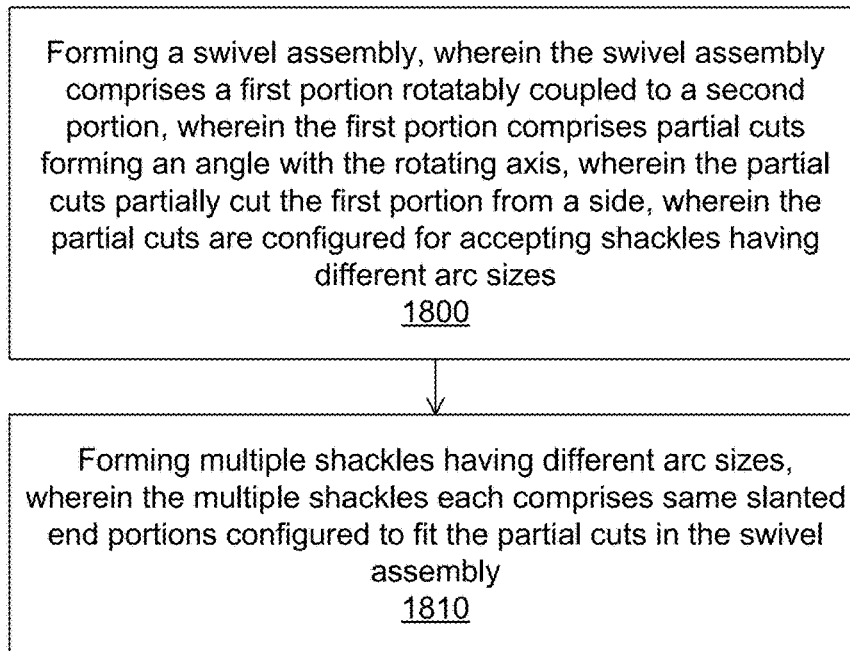 Forming a swivel assembly, wherein the swivel assembly
comprises a first portion rotatably coupled to a second
portion, wherein the first portion comprises partial cuts
forming an angle with the rotating axis, wherein the partial
cuts partially cut the first portion from a side, wherein the
partial cuts are configured for accepting shackles having
different arc sizes
1800
Forming multiple shackles having different arc sizes,
wherein the multiple shackles each comprises same slanted
end portions configured to fit the partial cuts in the swivel
assembly
1810